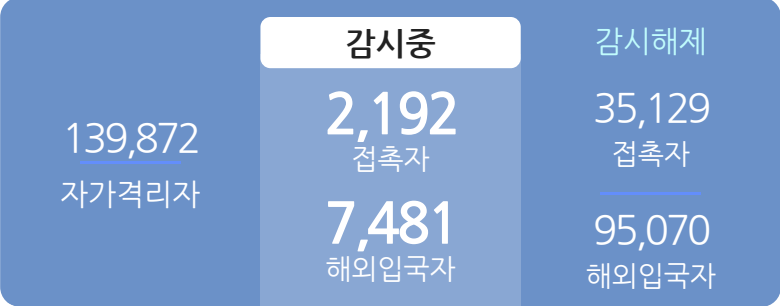 139,872
자가격리자
감시중
2,192
접촉자
7,481
해외입국자
감시해제
35,129
접촉자
95,070
해외입국자